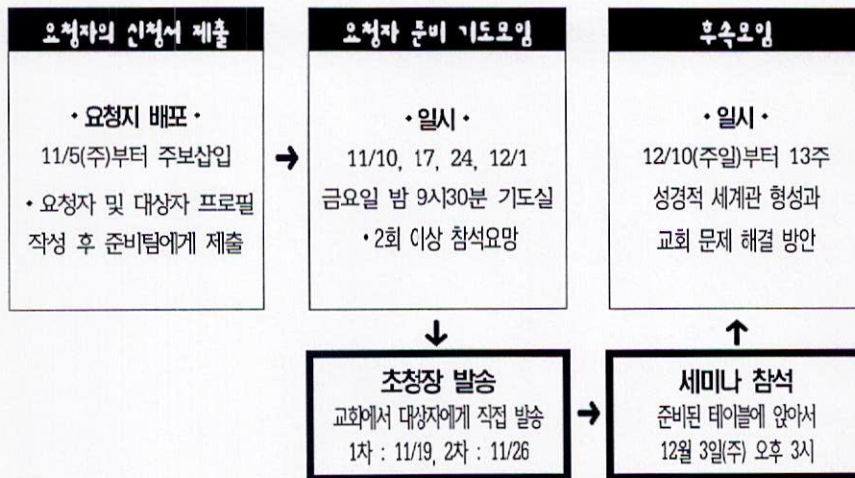 요청자의 신청서 제출
• 요청지 배포 •
11/5(주)부터 주보삽입
• 요청자 및 대상자 프로필
작성 후 준비팀에게 제출
→
요청자 준비 기도모임
• 일시 •
11/10, 17, 24, 12/1
금요일 밤 9시30분 기도실
• 2회 이상 참석요망
↓
초청장 발송
교회에서 대상자에게 직접 발송
1차 : 11/19, 2차 : 11/26
→
세미나 참석
준비된 테이블에 앉아서
12월 3일(주) 오후 3시
↑
후속모임
• 일시 •
12/10(주일)부터 13주
성경적 세계관 형성과
교회 문제 해결 방안